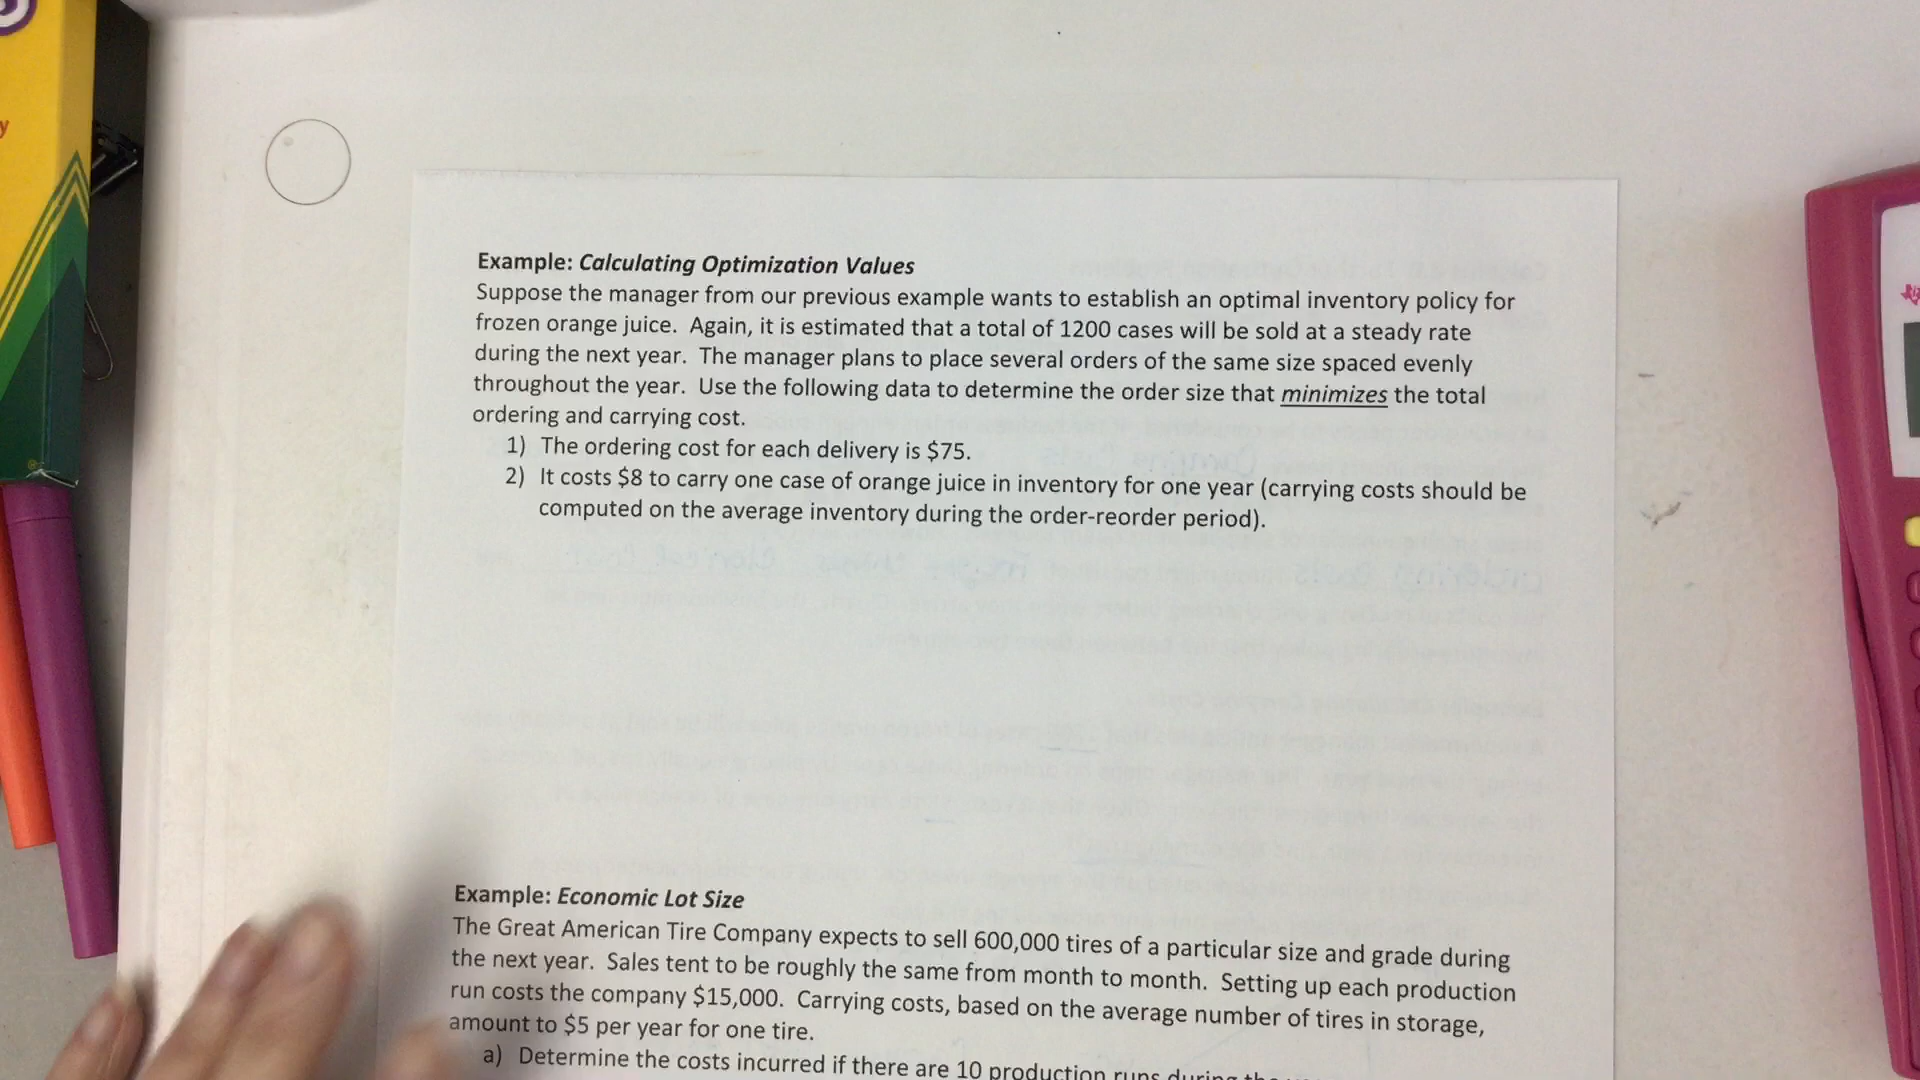 y
Example: Calculating Optimization Values
Suppose the manager from our previous example wants to establish an optimal inventory policy for
frozen orange juice. Again, it is estimated that a total of 1200 cases will be sold at a steady rate
during the next year. The manager plans to place several orders of the same size spaced evenly
throughout the year. Use the following data to determine the order size that minimizes the total
ordering and carrying cost.
1) The ordering cost for each delivery is $75.
2) It costs $8 to carry one case of orange juice in inventory for one year (carrying costs should be
computed on the average inventory during the order-reorder period).
Example: Economic Lot Size
The Great American Tire Company expects to sell 600,000 tires of a particular size and grade during
the next year. Sales tent to be roughly the same from month to month. Setting up each production
run costs the company $15,000. Carrying costs, based on the average number of tires in storage,
amount to $5 per year for one tire.
a) Determine the costs incurred if there are 10 production runs during the